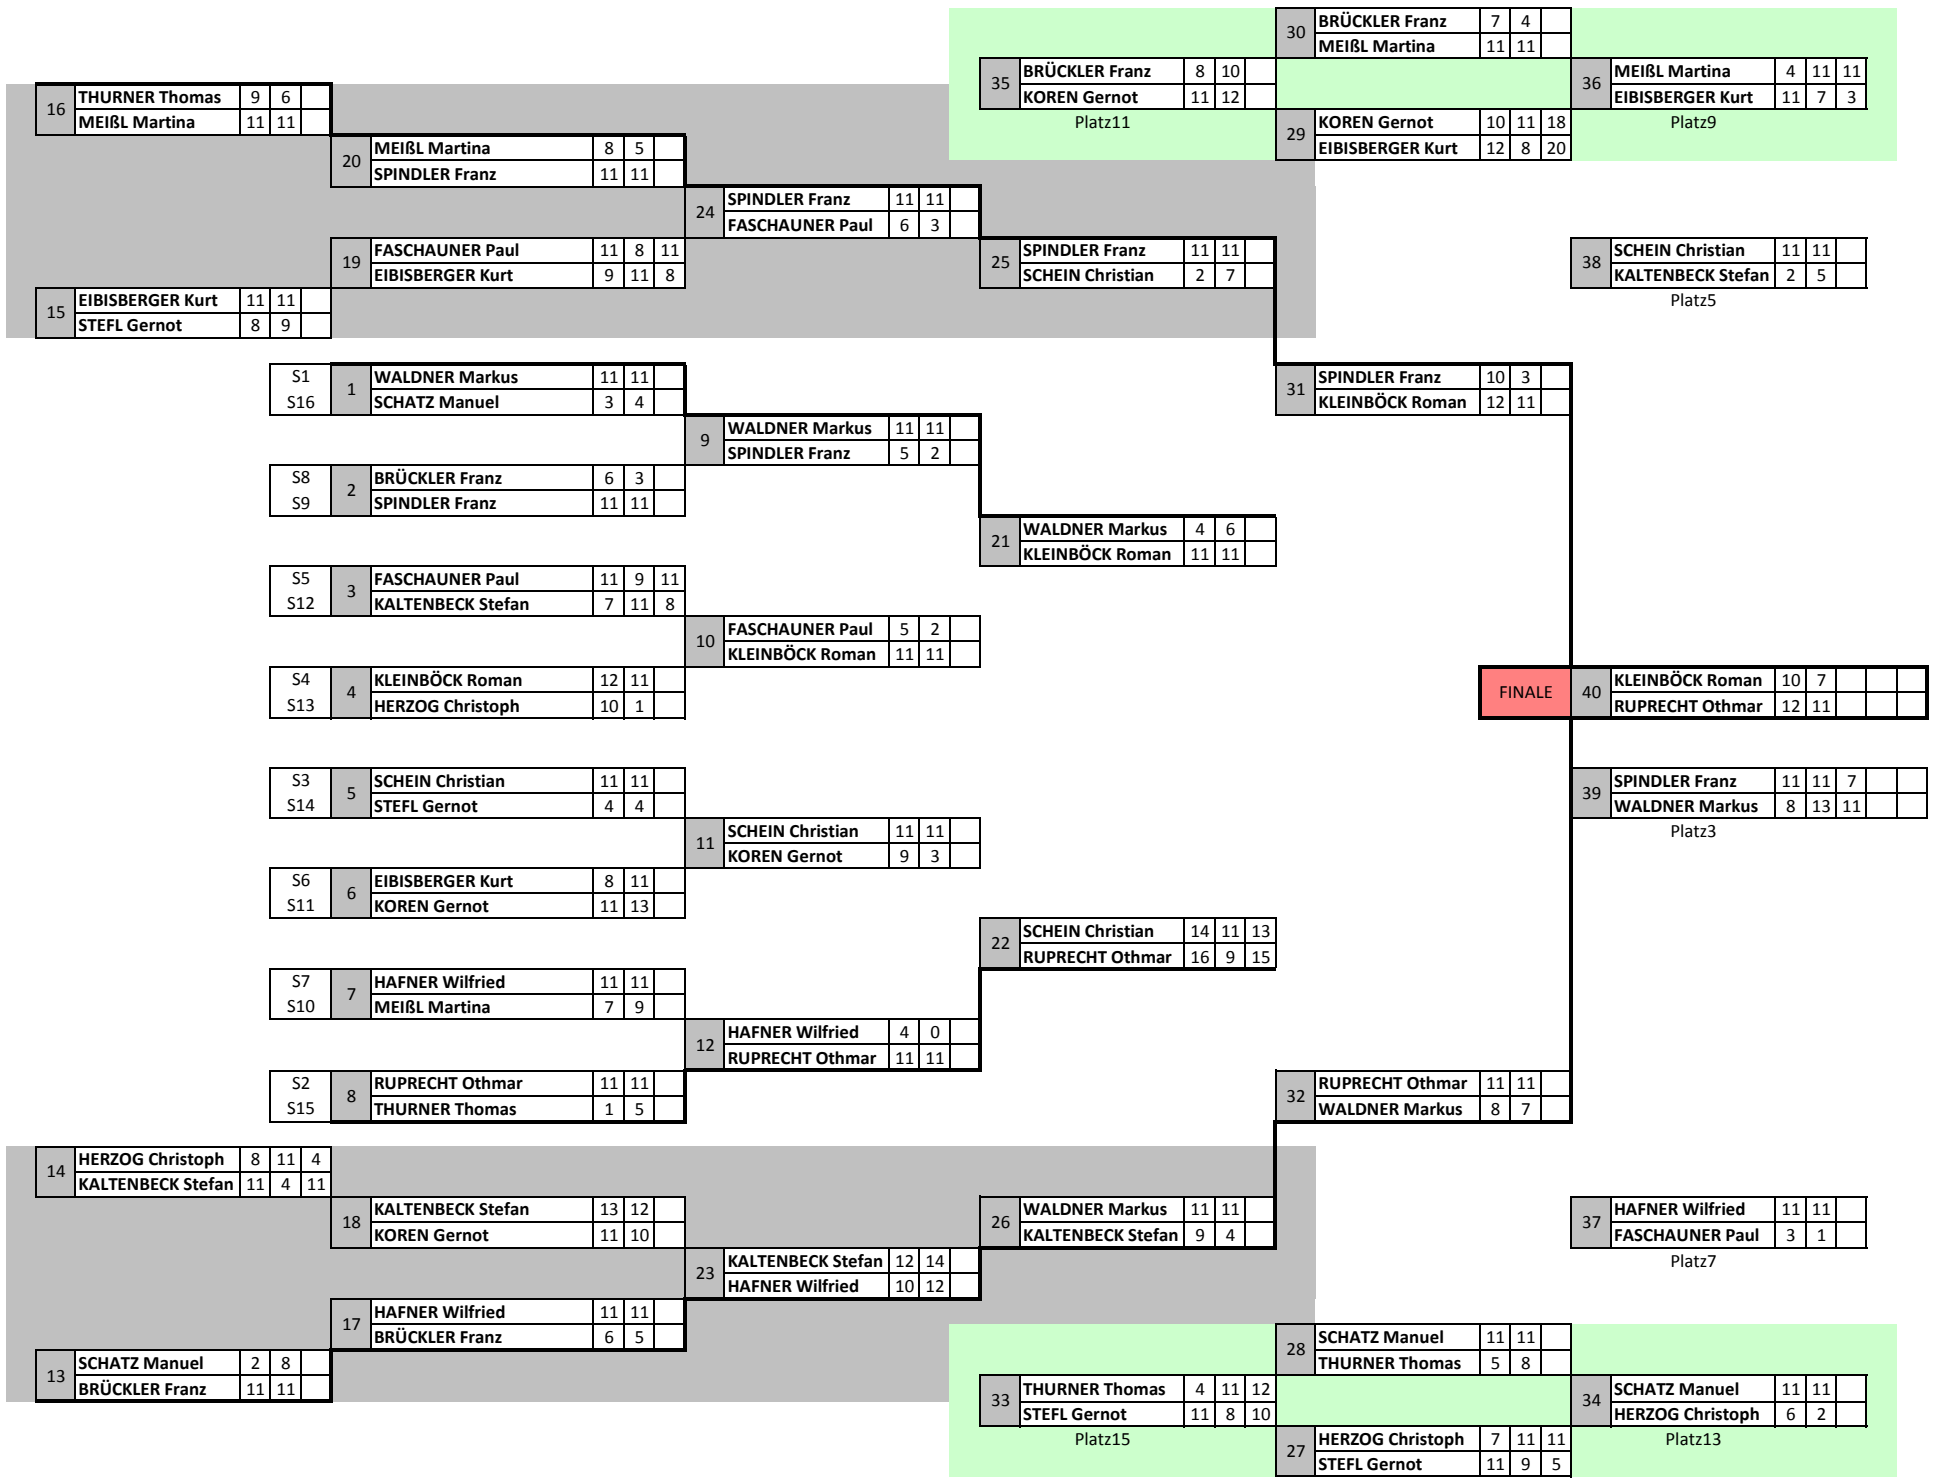 30 BRÜCKLER Franz 7 4
MEIßL Martina 11 11
35 BRÜCKLER Franz 8 10
KOREN Gernot 11 12
Platz11
36 MEIßL Martina 4 11 11
EIBISBERGER Kurt 11 7 3
Platz9
29 KOREN Gernot 10 11 18
EIBISBERGER Kurt 12 8 20
16 THURNER Thomas 9 6
MEIßL Martina 11 11
20 MEIßL Martina 8 5
SPINDLER Franz 11 11
24 SPINDLER Franz 11 11
FASCHAUNER Paul 6 3
19 FASCHAUNER Paul 11 8 11
EIBISBERGER Kurt 9 11 8
25 SPINDLER Franz 11 11
SCHEIN Christian 2 7
38 SCHEIN Christian 11 11
KALTENBECK Stefan 2 5
Platz5
15 EIBISBERGER Kurt 11 11
STEFL Gernot 8 9
S1 1 WALDNER Markus 11 11
S16 SCHATZ Manuel 3 4
31 SPINDLER Franz 10 3
KLEINBÖCK Roman 12 11
9 WALDNER Markus 11 11
SPINDLER Franz 5 2
S8 2 BRÜCKLER Franz 6 3
S9 SPINDLER Franz 11 11
21 WALDNER Markus 4 6
KLEINBÖCK Roman 11 11
S5 3 FASCHAUNER Paul 11 9 11
S12 KALTENBECK Stefan 7 11 8
10 FASCHAUNER Paul 5 2
KLEINBÖCK Roman 11 11
S4 4 KLEINBÖCK Roman 12 11
S13 HERZOG Christoph 10 1
FINALE 40 KLEINBÖCK Roman 10 7
RUPRECHT Othmar 12 11
S3 5 SCHEIN Christian 11 11
S14 STEFL Gernot 4 4
39 SPINDLER Franz 11 11 7
WALDNER Markus 8 13 11
Platz3
11 SCHEIN Christian 11 11
KOREN Gernot 9 3
S6 6 EIBISBERGER Kurt 8 11
S11 KOREN Gernot 11 13
22 SCHEIN Christian 14 11 13
RUPRECHT Othmar 16 9 15
S7 7 HAFNER Wilfried 11 11
S10 MEIßL Martina 7 9
12 HAFNER Wilfried 4 0
RUPRECHT Othmar 11 11
S2 8 RUPRECHT Othmar 11 11
S15 THURNER Thomas 1 5
32 RUPRECHT Othmar 11 11
WALDNER Markus 8 7
14 HERZOG Christoph 8 11 4
KALTENBECK Stefan 11 4 11
18 KALTENBECK Stefan 13 12
KOREN Gernot 11 10
26 WALDNER Markus 11 11
KALTENBECK Stefan 9 4
37 HAFNER Wilfried 11 11
FASCHAUNER Paul 3 1
Platz7
23 KALTENBECK Stefan 12 14
HAFNER Wilfried 10 12
17 HAFNER Wilfried 11 11
BRÜCKLER Franz 6 5
28 SCHATZ Manuel 11 11
THURNER Thomas 5 8
13 SCHATZ Manuel 2 8
BRÜCKLER Franz 11 11
33 THURNER Thomas 4 11 12
STEFL Gernot 11 8 10
Platz15
34 SCHATZ Manuel 11 11
HERZOG Christoph 6 2
Platz13
27 HERZOG Christoph 7 11 11
STEFL Gernot 11 9 5